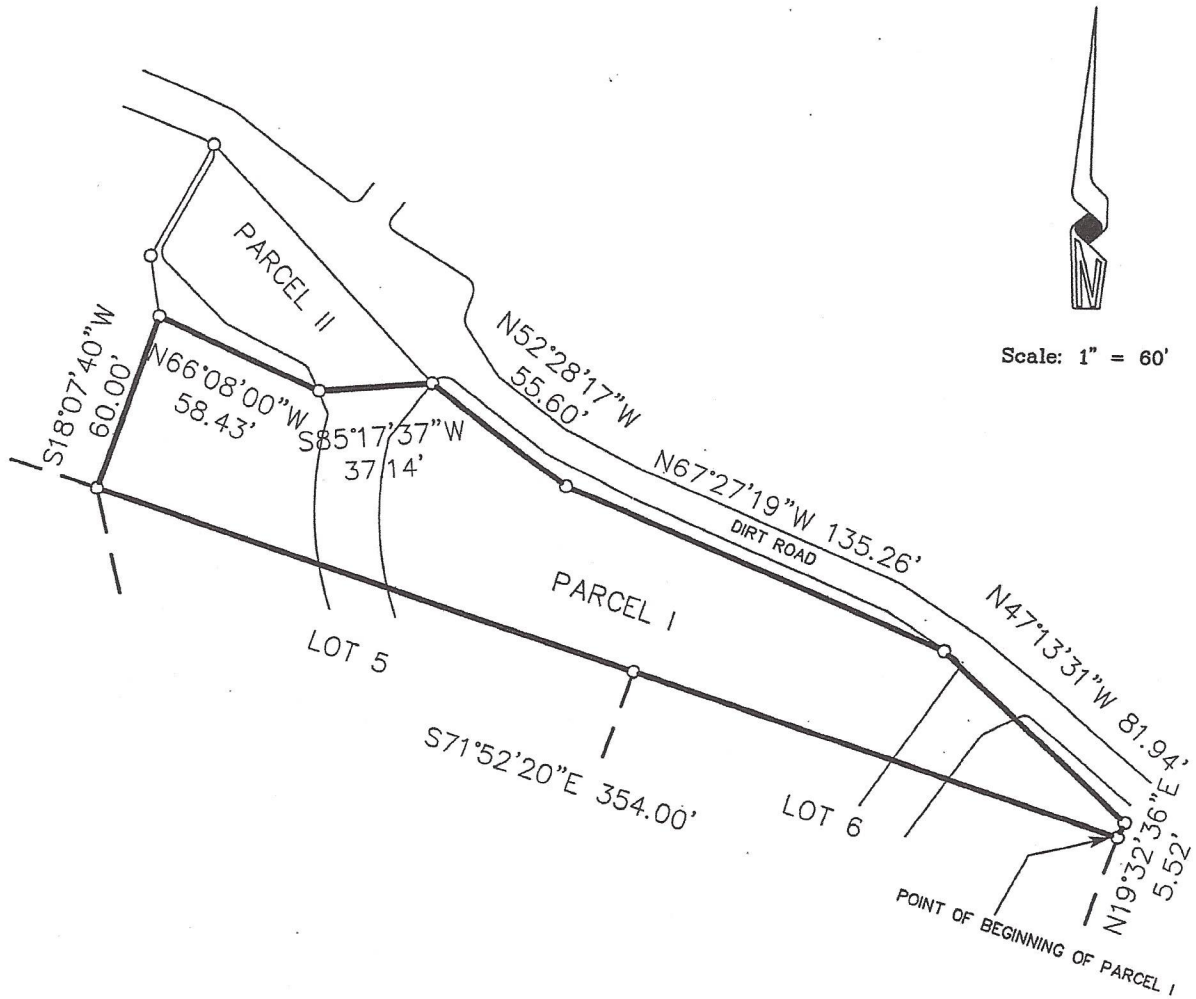 N
Scale: 1" = 60'
PARCEL II
N52°28'17"W
55.60'
S18°07'40"W
60.00'
N66°08'00"W
58.43'
S85°17'37"W
37.14'
N67°27'19"W 135.26'
DIRT ROAD
PARCEL I
N47°13'31"W 81.94'
LOT 5
S71°52'20"E 354.00'
LOT 6
N19°32'36"E
5.52'
POINT OF BEGINNING OF PARCEL I